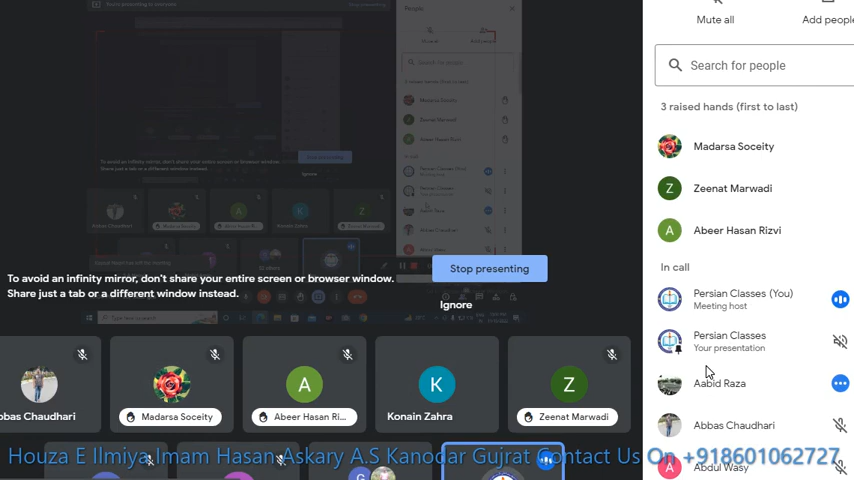 Mute all
Add people
Search for people
3 raised hands (first to last)
Madarsa Soceity
Zeenat Marwadi
Abeer Hasan Rizvi
In call
Persian Classes (You)
Meeting host
Persian Classes
Your presentation
Aabid Raza
Abbas Chaudhari
Abdul Wasy
To avoid an infinity mirror, don't share your entire screen or browser window.
Share just a tab or a different window instead.
Stop presenting
Ignore
bbas Chaudhari
Madarsa Soceity
A
Abeer Hasan Ri...
K
Konain Zahra
Z
Zeenat Marwadi
Houza E Ilmiya Imam Hasan Askary A.S Kanodar Gujrat Contact Us On +918601062727